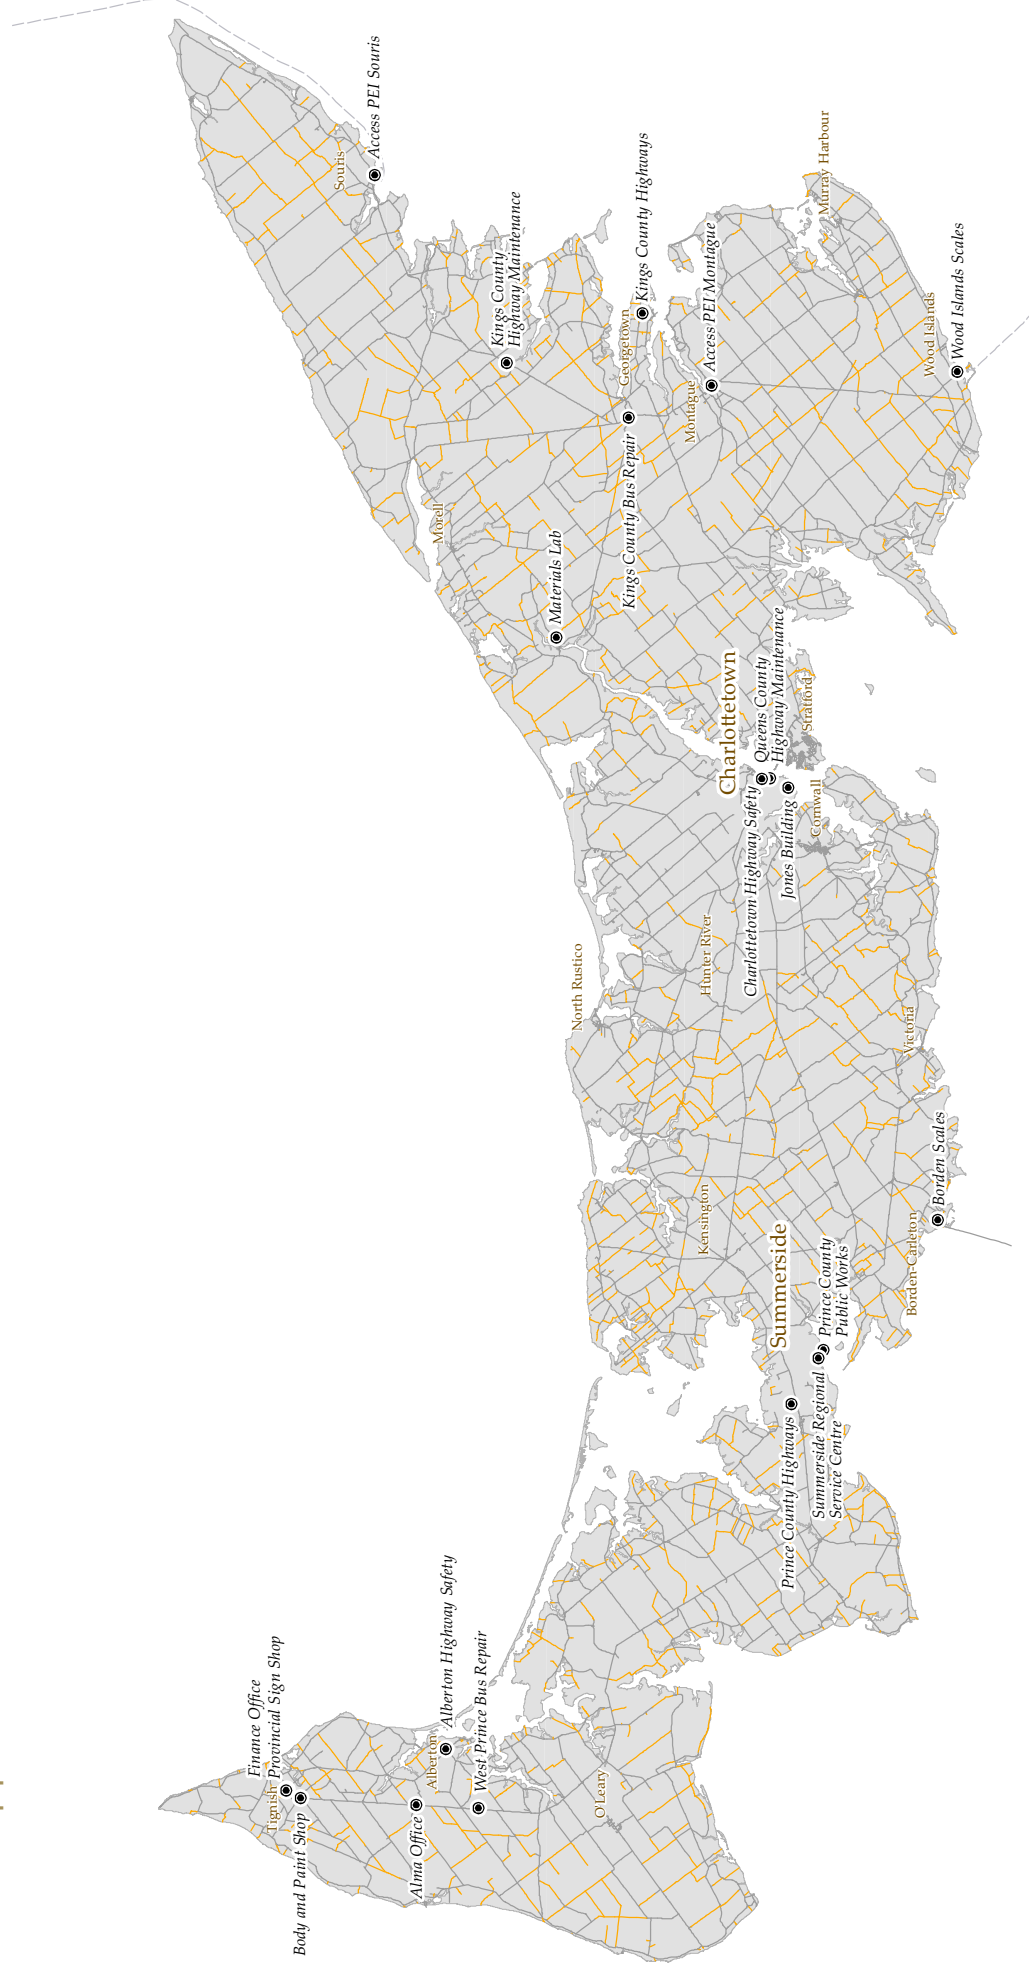 Finance Office
Provincial Sign Shop
Tignish
Body and Paint Shop
Alma Office
Alberton
Alberton Highway Safety
West Prince Bus Repair
O'Leary
Prince County Highways
Summerside Regional
Service Centre
Prince County
Public Works
Summerside
Kensington
Borden-Carleton
Borden Scales
Victoria
North Rustico
Hunter River
Charlottetown Highway Safety
Jones Building
Cornwall
Charlottetown
Queens County
Highway Maintenance
Stratford
Materials Lab
Morell
Kings County Bus Repair
Kings County
Highway Maintenance
Georgetown
Kings County Highways
Montague
Access PEI Montague
Souris
Access PEI Souris
Murray Harbour
Wood Islands
Wood Islands Scales